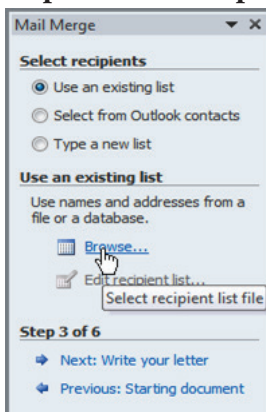 Mail Merge
Select recipients
Use an existing list
Select from Outlook contacts
Type a new list
Use an existing list
Use names and addresses from a
file or a database.
Browse...
Edit recipient list...
Select recipient list file
Step 3 of 6
Next: Write your letter
Previous: Starting document